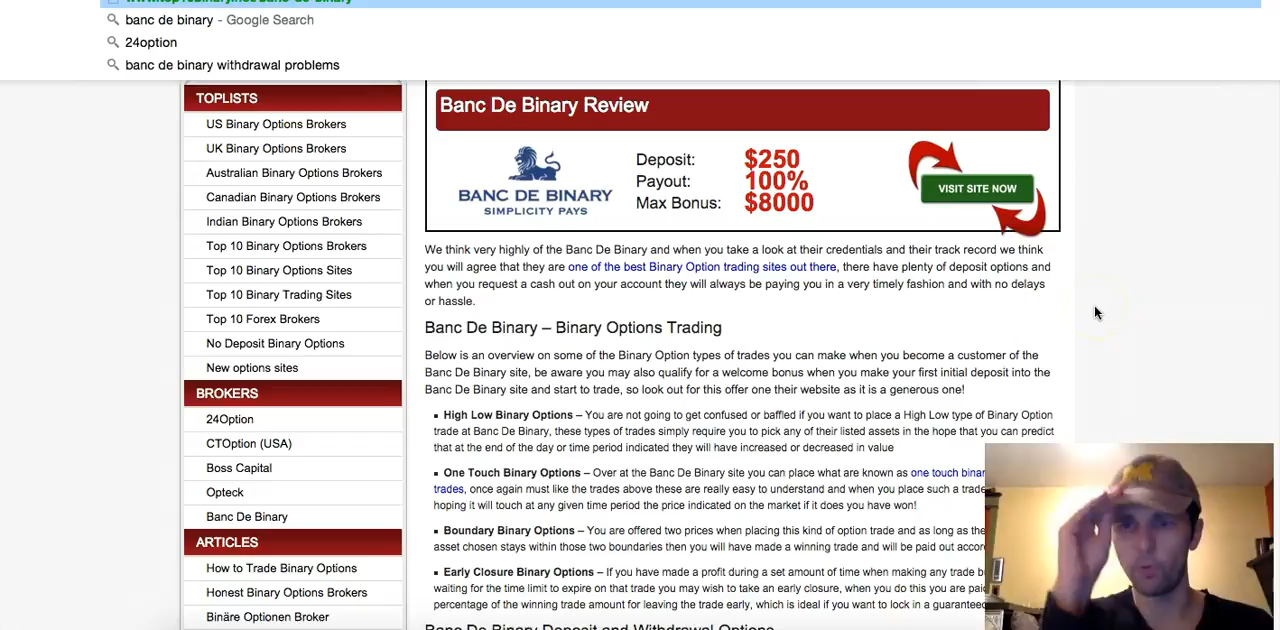 banc de binary - Google Search
24option
banc de binary withdrawal problems
TOPLISTS
US Binary Options Brokers
UK Binary Options Brokers
Australian Binary Options Brokers
Canadian Binary Options Brokers
Indian Binary Options Brokers
Top 10 Binary Options Brokers
Top 10 Binary Options Sites
Top 10 Binary Trading Sites
Top 10 Forex Brokers
No Deposit Binary Options
New options sites
BROKERS
24Option
CTOption (USA)
Boss Capital
Opteck
Banc De Binary
ARTICLES
How to Trade Binary Options
Honest Binary Options Brokers
Binäre Optionen Broker
Banc De Binary Review
BANC DE BINARY
SIMPLICITY PAYS
Deposit: $250
Payout: 100%
Max Bonus: $8000
VISIT SITE NOW
We think very highly of the Banc De Binary and when you take a look at their credentials and their track record we think
you will agree that they are one of the best Binary Option trading sites out there, there have plenty of deposit options and
when you request a cash out on your account they will always be paying you in a very timely fashion and with no delays
or hassle.
Banc De Binary – Binary Options Trading
Below is an overview on some of the Binary Option types of trades you can make when you become a customer of the
Banc De Binary site, be aware you may also qualify for a welcome bonus when you make your first initial deposit into the
Banc De Binary site and start to trade, so look out for this offer one their website as it is a generous one!
▪ High Low Binary Options – You are not going to get confused or baffled if you want to place a High Low type of Binary Option
trade at Banc De Binary, these types of trades simply require you to pick any of their listed assets in the hope that you can predict
that at the end of the day or time period indicated they will have increased or decreased in value
▪ One Touch Binary Options – Over at the Banc De Binary site you can place what are known as one touch binar
trades, once again must like the trades above these are really easy to understand and when you place such a trade
hoping it will touch at any given time period the price indicated on the market if it does you have won!
▪ Boundary Binary Options – You are offered two prices when placing this kind of option trade and as long as the
asset chosen stays within those two boundaries then you will have made a winning trade and will be paid out accor
▪ Early Closure Binary Options – If you have made a profit during a set amount of time when making any trade b
waiting for the time limit to expire on that trade you may wish to take an early closure, when you do this you are paid
percentage of the winning trade amount for leaving the trade early, which is ideal if you want to lock in a guaranteed
Banc De Binary Deposit and Withdrawal Options